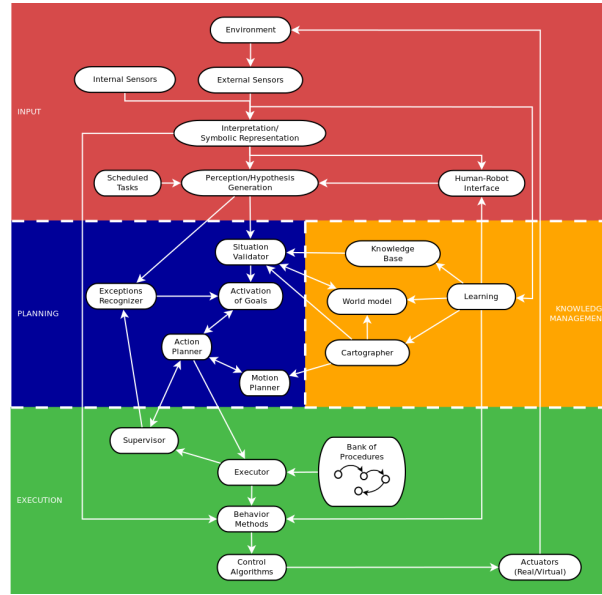 Environment
Internal Sensors
External Sensors
INPUT
Interpretation/
Symbolic Representation
Scheduled
Tasks
Perception/Hypothesis
Generation
Human-Robot
Interface
Situation
Validator
Knowledge
Base
Exceptions
Recognizer
Activation
of Goals
World model
Learning
PLANNING
KNOWLEDGE
MANAGEMENT
Action
Planner
Cartographer
Motion
Planner
Supervisor
Bank of
Procedures
Executor
EXECUTION
Behavior
Methods
Control
Algorithms
Actuators
(Real/Virtual)